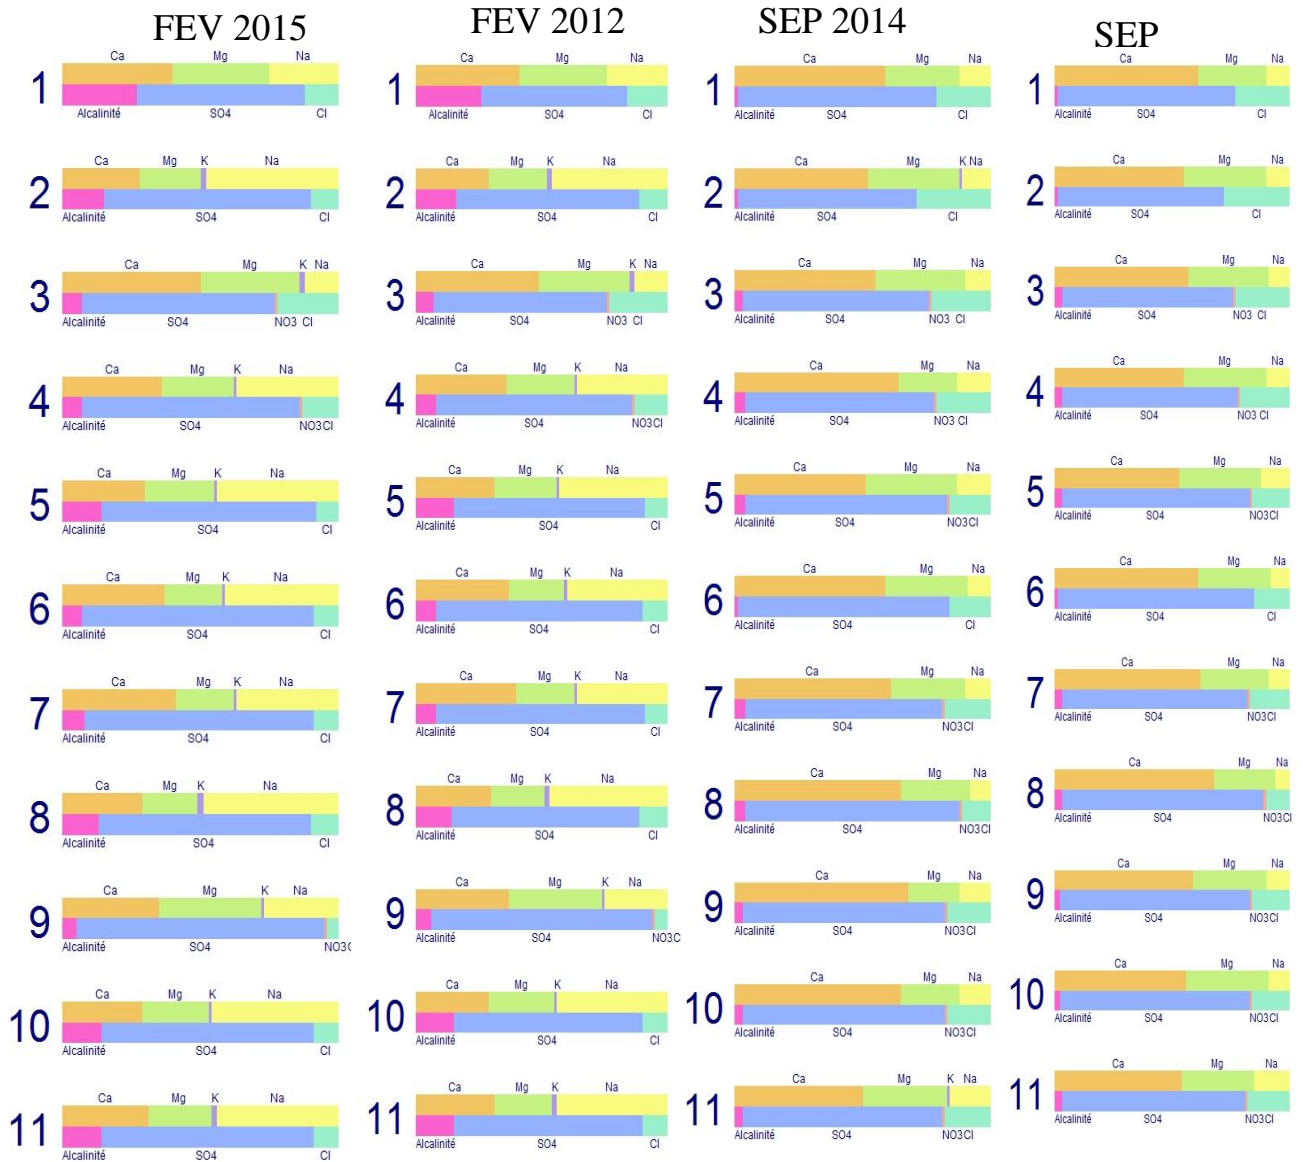 FEV 2015 FEV 2012 SEP 2014 SEP
Ca Mg Na Ca Mg Na Ca Mg Na Ca Mg Na
1 1 1 1
Alcalinité SO4 Cl Alcalinité SO4 Cl Alcalinité SO4 Cl Alcalinité SO4 Cl
Ca Mg K Na Ca Mg K Na Ca Mg K Na Ca Mg Na
2 2 2 2
Alcalinité SO4 Cl Alcalinité SO4 Cl Alcalinité SO4 Cl Alcalinité SO4 Cl
Ca Mg K Na Ca Mg K Na Ca Mg Na Ca Mg Na
3 3 3 3
Alcalinité SO4 NO3 Cl Alcalinité SO4 NO3 Cl Alcalinité SO4 NO3 Cl Alcalinité SO4 NO3 Cl
Ca Mg K Na Ca Mg K Na Ca Mg Na Ca Mg Na
4 4 4 4
Alcalinité SO4 NO3Cl Alcalinité SO4 NO3Cl Alcalinité SO4 NO3 Cl Alcalinité SO4 NO3 Cl
Ca Mg K Na Ca Mg K Na Ca Mg Na Ca Mg Na
5 5 5 5
Alcalinité SO4 Cl Alcalinité SO4 Cl Alcalinité SO4 NO3Cl Alcalinité SO4 NO3Cl
Ca Mg K Na Ca Mg K Na Ca Mg Na Ca Mg Na
6 6 6 6
Alcalinité SO4 Cl Alcalinité SO4 Cl Alcalinité SO4 Cl Alcalinité SO4 Cl
Ca Mg K Na Ca Mg K Na Ca Mg Na Ca Mg Na
7 7 7 7
Alcalinité SO4 Cl Alcalinité SO4 Cl Alcalinité SO4 NO3Cl Alcalinité SO4 NO3Cl
Ca Mg K Na Ca Mg K Na Ca Mg Na Ca Mg Na
8 8 8 8
Alcalinité SO4 Cl Alcalinité SO4 Cl Alcalinité SO4 NO3Cl Alcalinité SO4 NO3Cl
Ca Mg K Na Ca Mg K Na Ca Mg Na Ca Mg Na
9 9 9 9
Alcalinité SO4 NO3C Alcalinité SO4 NO3C Alcalinité SO4 NO3Cl Alcalinité SO4 NO3Cl
Ca Mg K Na Ca Mg K Na Ca Mg Na Ca Mg Na
10 10 10 10
Alcalinité SO4 Cl Alcalinité SO4 Cl Alcalinité SO4 NO3Cl Alcalinité SO4 NO3Cl
Ca Mg K Na Ca Mg K Na Ca Mg K Na Ca Mg Na
11 11 11 11
Alcalinité SO4 Cl Alcalinité SO4 Cl Alcalinité SO4 NO3Cl Alcalinité SO4 NO3Cl